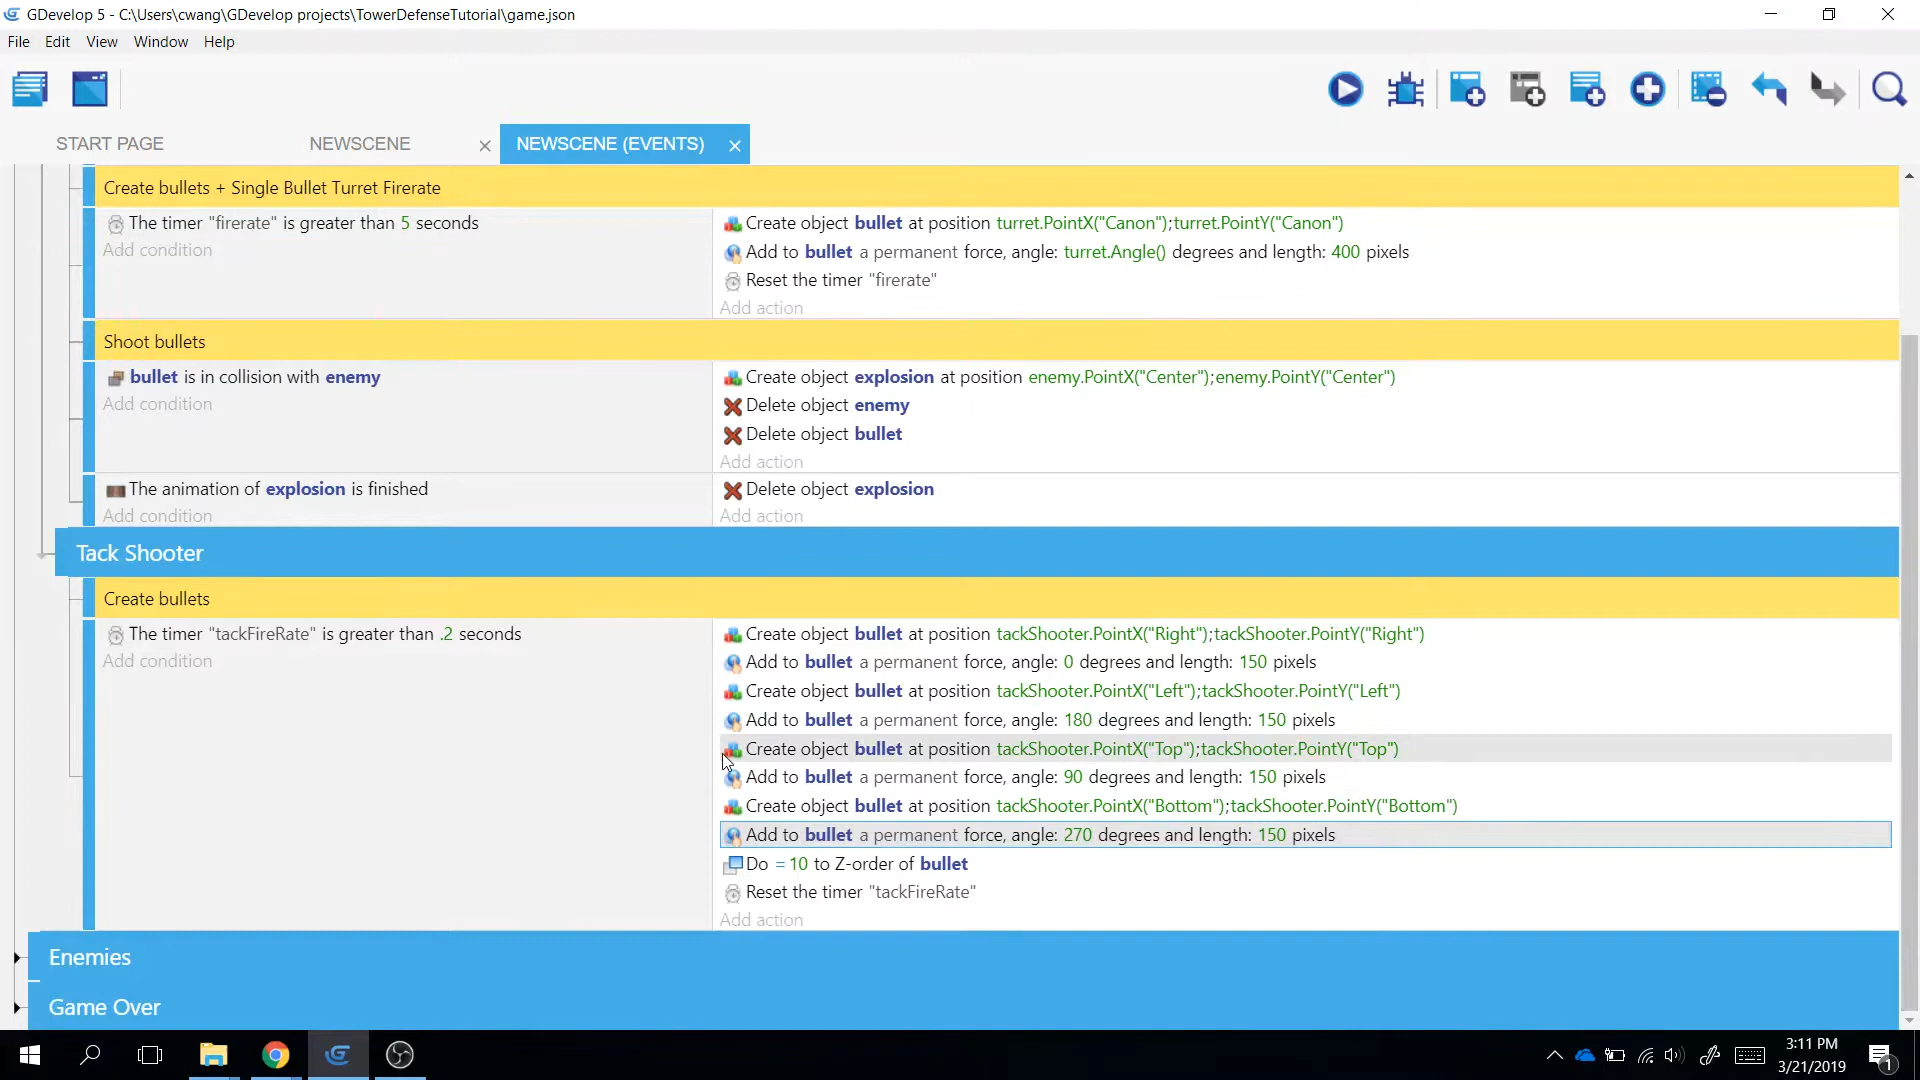 GDevelop 5 - C:\Users\cwang\GDevelop projects\TowerDefenseTutorial\game.json
File Edit View Window Help
START PAGE NEWSCENE NEWSCENE (EVENTS)
Create bullets + Single Bullet Turret Firerate
The timer "firerate" is greater than 5 seconds
Add condition
Create object bullet at position turret.PointX("Canon");turret.PointY("Canon")
Add to bullet a permanent force, angle: turret.Angle() degrees and length: 400 pixels
Reset the timer "firerate"
Add action
Shoot bullets
bullet is in collision with enemy
Add condition
Create object explosion at position enemy.PointX("Center");enemy.PointY("Center")
Delete object enemy
Delete object bullet
Add action
The animation of explosion is finished
Add condition
Delete object explosion
Add action
Tack Shooter
Create bullets
The timer "tackFireRate" is greater than .2 seconds
Add condition
Create object bullet at position tackShooter.PointX("Right");tackShooter.PointY("Right")
Add to bullet a permanent force, angle: 0 degrees and length: 150 pixels
Create object bullet at position tackShooter.PointX("Left");tackShooter.PointY("Left")
Add to bullet a permanent force, angle: 180 degrees and length: 150 pixels
Create object bullet at position tackShooter.PointX("Top");tackShooter.PointY("Top")
Add to bullet a permanent force, angle: 90 degrees and length: 150 pixels
Create object bullet at position tackShooter.PointX("Bottom");tackShooter.PointY("Bottom")
Add to bullet a permanent force, angle: 270 degrees and length: 150 pixels
Do = 10 to Z-order of bullet
Reset the timer "tackFireRate"
Add action
Enemies
Game Over
3:11 PM
3/21/2019
1